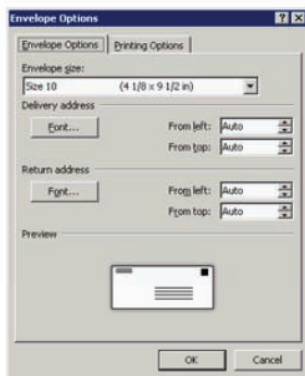 Envelope Options
Envelope Options Printing Options
Envelope size:
Size 10 (4 1/8 x 9 1/2 in)
Delivery address
Font... From left: Auto
From top: Auto
Return address
Font... From left: Auto
From top: Auto
Preview
OK Cancel